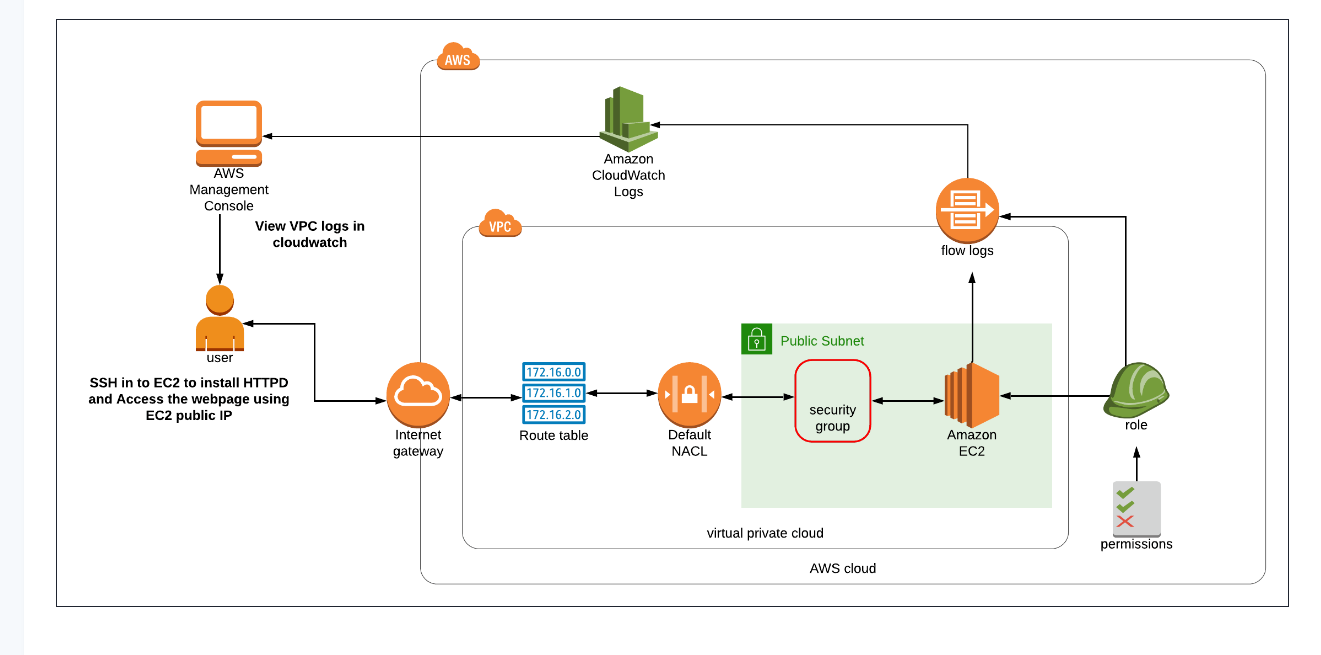 AWS
Amazon
CloudWatch
Logs
AWS
Management
Console
View VPC logs in
cloudwatch
VPC
flow logs
user
SSH in to EC2 to install HTTPD
and Access the webpage using
EC2 public IP
Public Subnet
172.16.0.0
172.16.1.0
172.16.2.0
Route table
Internet
gateway
Default
NACL
security
group
Amazon
EC2
role
permissions
virtual private cloud
AWS cloud